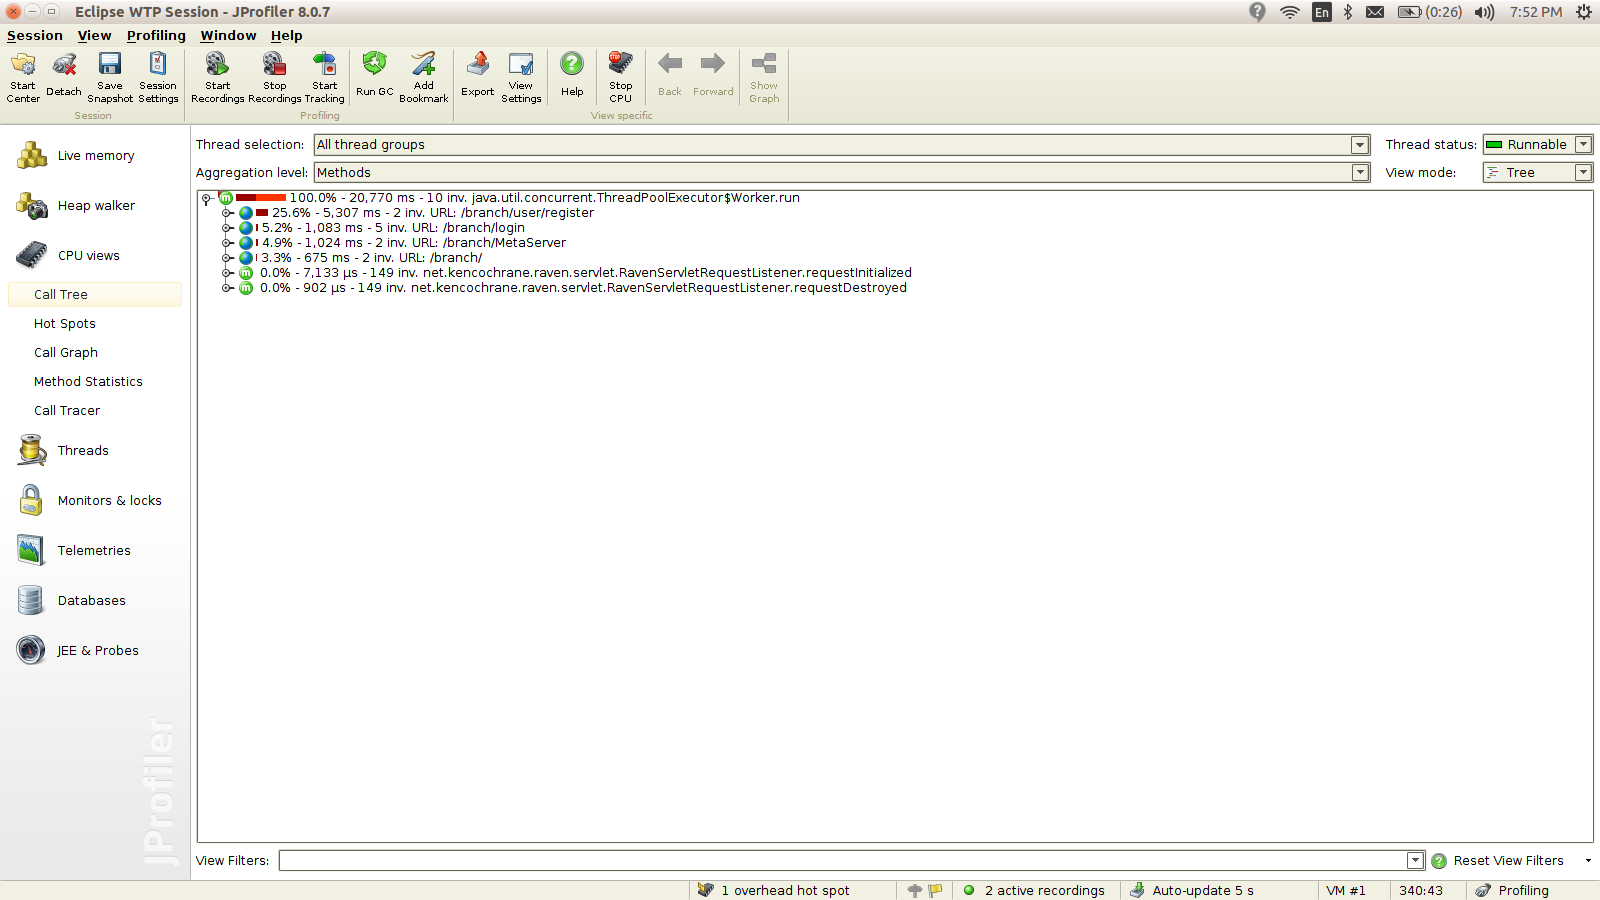 Eclipse WTP Session - JProfiler 8.0.7
En
(0:26)
7:52 PM
Session View Profiling Window Help
Start Center
Detach
Save Snapshot
Session Settings
Start Recordings
Stop Recordings
Start Tracking
Run GC
Add Bookmark
Export
View Settings
Help
Stop CPU
Back
Forward
Show Graph
Session
Profiling
View specific
Live memory
Heap walker
CPU views
Call Tree
Hot Spots
Call Graph
Method Statistics
Call Tracer
Threads
Monitors & locks
Telemetries
Databases
JEE & Probes
JProfiler
Thread selection: All thread groups
Thread status: Runnable
Aggregation level: Methods
View mode: Tree
100.0% - 20,770 ms - 10 inv. java.util.concurrent.ThreadPoolExecutor$Worker.run
25.6% - 5,307 ms - 2 inv. URL: /branch/user/register
5.2% - 1,083 ms - 5 inv. URL: /branch/login
4.9% - 1,024 ms - 2 inv. URL: /branch/MetaServer
3.3% - 675 ms - 2 inv. URL: /branch/
0.0% - 7,133 µs - 149 inv. net.kencochrane.raven.servlet.RavenServletRequestListener.requestInitialized
0.0% - 902 µs - 149 inv. net.kencochrane.raven.servlet.RavenServletRequestListener.requestDestroyed
View Filters:
Reset View Filters
1 overhead hot spot
2 active recordings
Auto-update 5 s
VM #1
340:43
Profiling